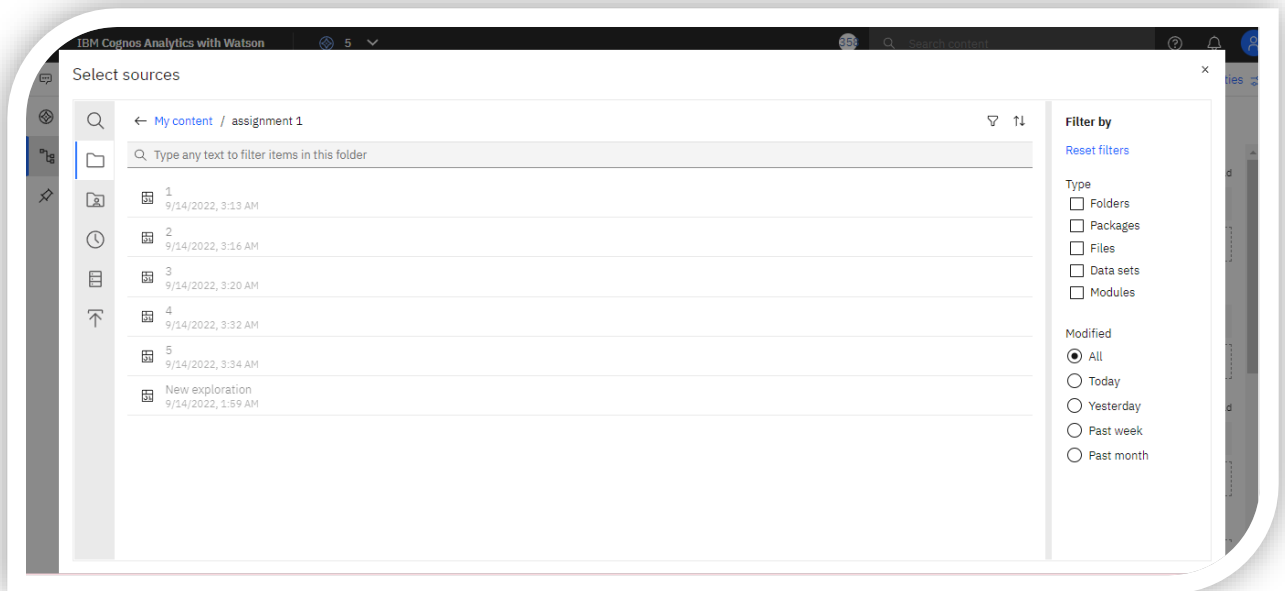 IBM Cognos Analytics with Watson
5
Search content
Select sources
ties
My content / assignment 1
Type any text to filter items in this folder
1
9/14/2022, 3:13 AM
2
9/14/2022, 3:16 AM
3
9/14/2022, 3:20 AM
4
9/14/2022, 3:32 AM
5
9/14/2022, 3:34 AM
New exploration
9/14/2022, 1:59 AM
Filter by
Reset filters
Type
Folders
Packages
Files
Data sets
Modules
Modified
All
Today
Yesterday
Past week
Past month